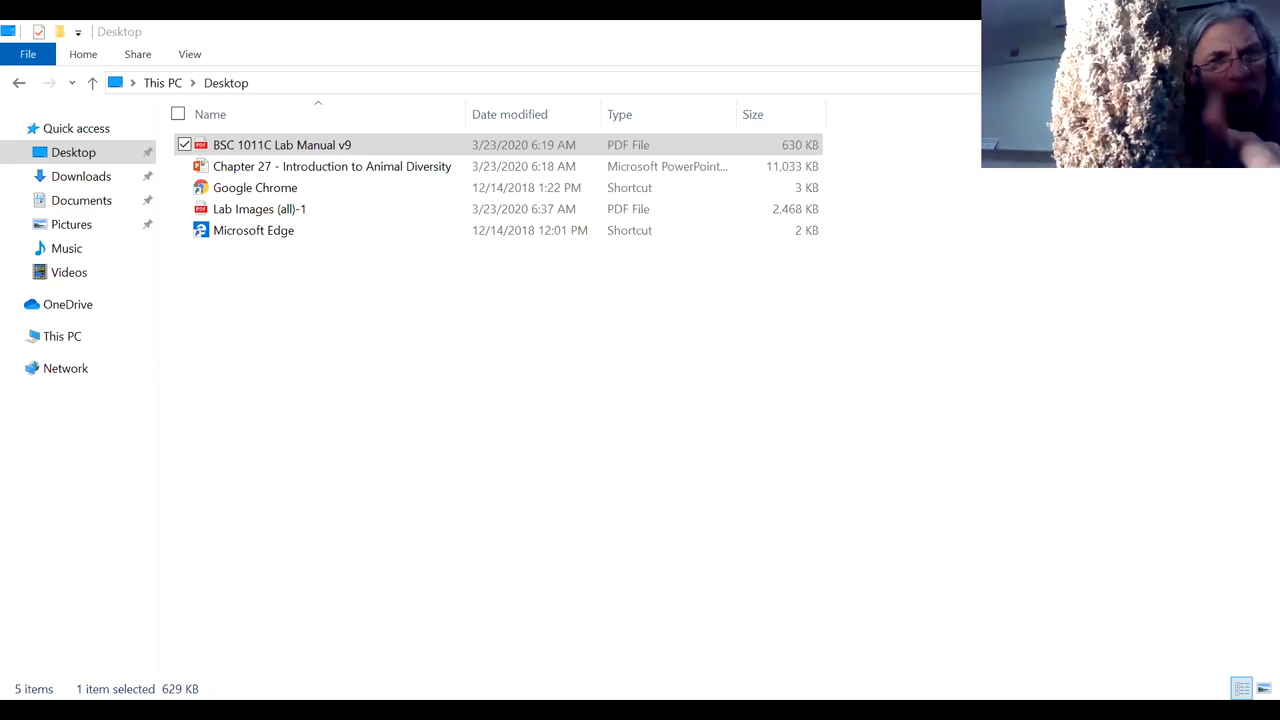 Desktop
File Home Share View
This PC Desktop
Name Date modified Type Size
Quick access
Desktop
Downloads
Documents
Pictures
Music
Videos
OneDrive
This PC
Network
BSC 1011C Lab Manual v9 3/23/2020 6:19 AM PDF File 630 KB
Chapter 27 - Introduction to Animal Diversity 3/23/2020 6:18 AM Microsoft PowerPoint... 11,033 KB
Google Chrome 12/14/2018 1:22 PM Shortcut 3 KB
Lab Images (all)-1 3/23/2020 6:37 AM PDF File 2,468 KB
Microsoft Edge 12/14/2018 12:01 PM Shortcut 2 KB
5 items 1 item selected 629 KB